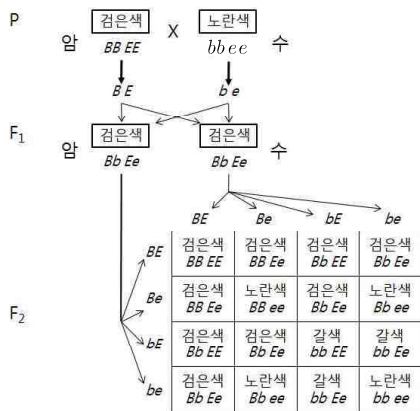 P 암 검은색 X 노란색 수
BB EE bbee
B E b e
F₁ 암 검은색 검은색 수
Bb Ee Bb Ee
BE Be bE be
BE 검은색 검은색 검은색 검은색
BB EE BB Ee Bb EE Bb Ee
Be 검은색 노란색 검은색 노란색
BB Ee BB ee Bb Ee Bb ee
F₂
bE 검은색 검은색 갈색 갈색
Bb EE Bb Ee bb EE bb Ee
be 검은색 노란색 갈색 노란색
Bb Ee Bb ee bb Ee bb ee